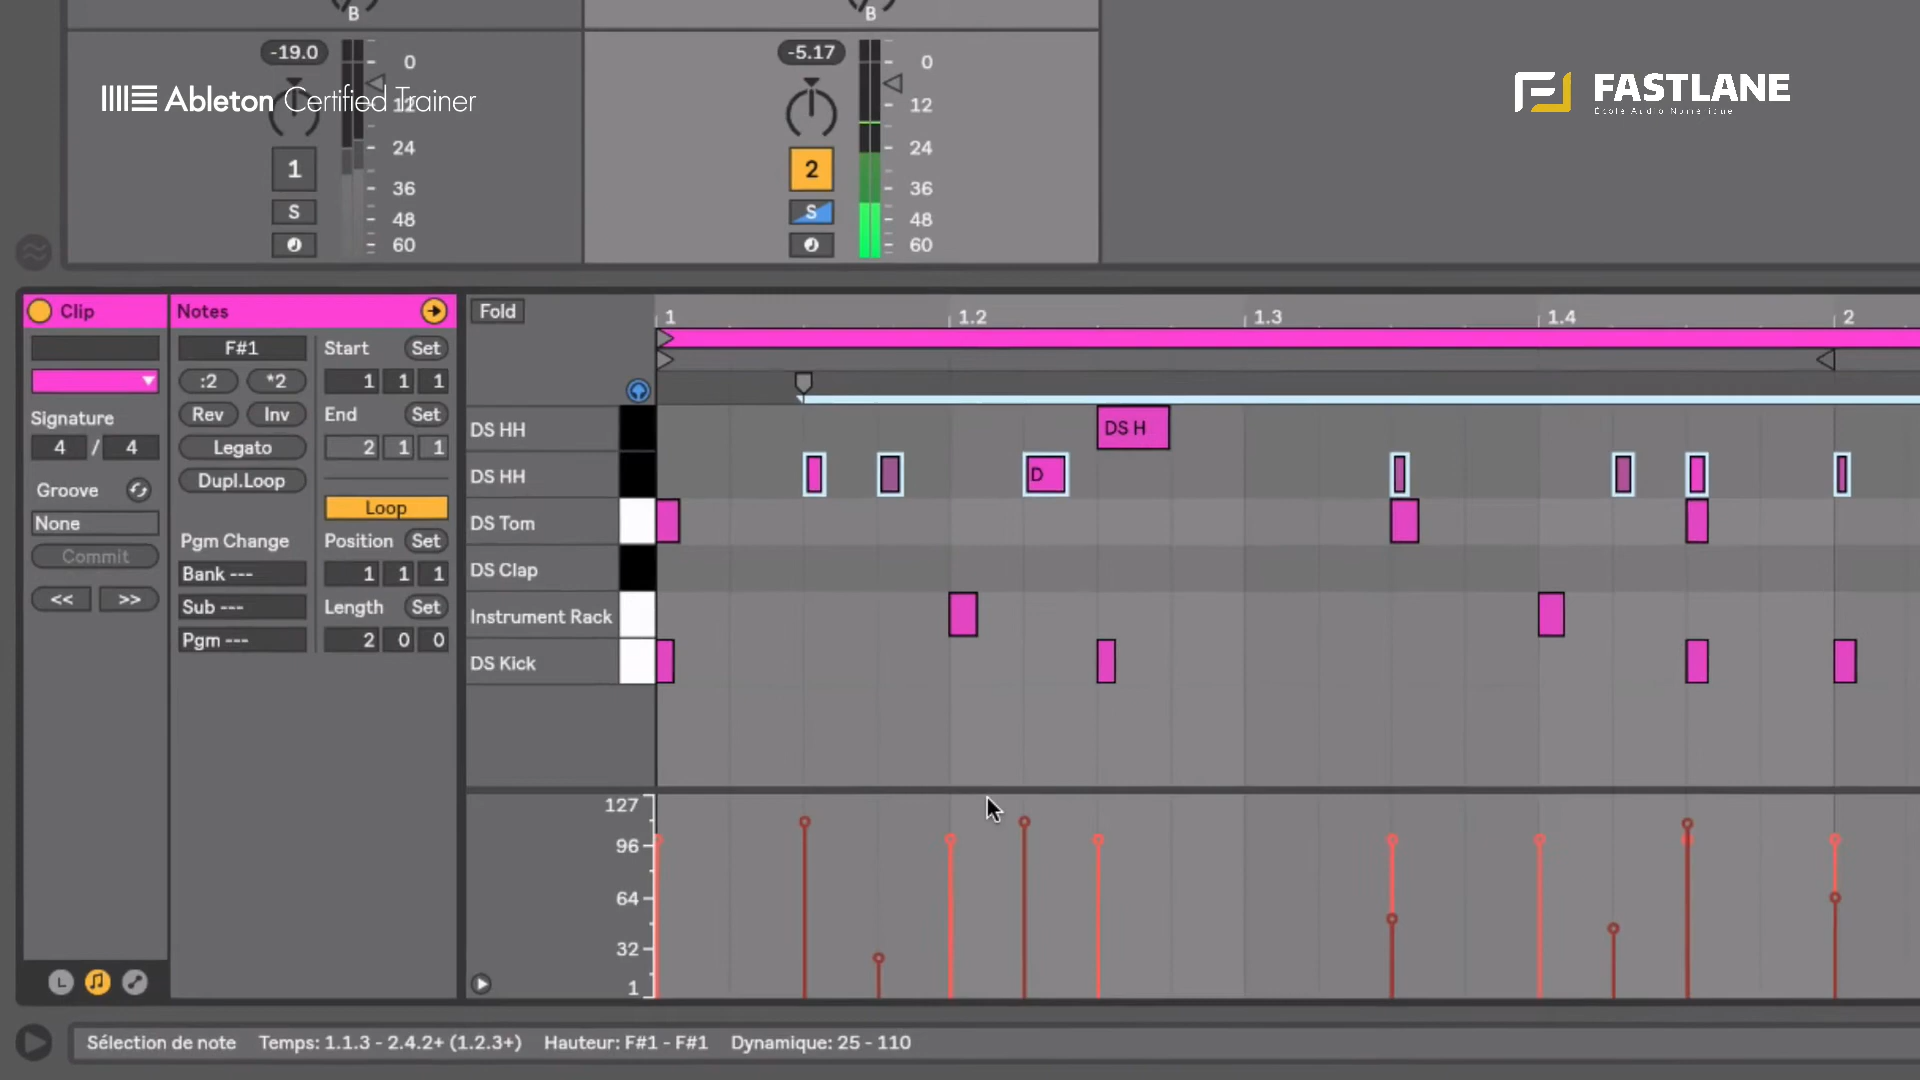 B
B
-19.0
0
12
24
36
48
60
1
S
-5.17
0
12
24
36
48
60
2
S
Ableton Certified Trainer
FASTLANE
École Audio Numérique
Clip
Notes
Fold
1
1.2
1.3
1.4
2
F#1
Start
Set
:2
*2
1
1
1
Signature
Rev
Inv
End
Set
4 / 4
Legato
2
1
1
Dupl.Loop
Groove
None
Loop
Commit
Pgm Change
Position
Set
Bank ---
1
1
1
<<
>>
Sub ---
Length
Set
Pgm ---
2
0
0
DS HH
DS H
DS HH
D
DS Tom
DS Clap
Instrument Rack
DS Kick
127
96
64
32
1
L
Sélection de note
Temps: 1.1.3 - 2.4.2+ (1.2.3+)
Hauteur: F#1 - F#1
Dynamique: 25 - 110